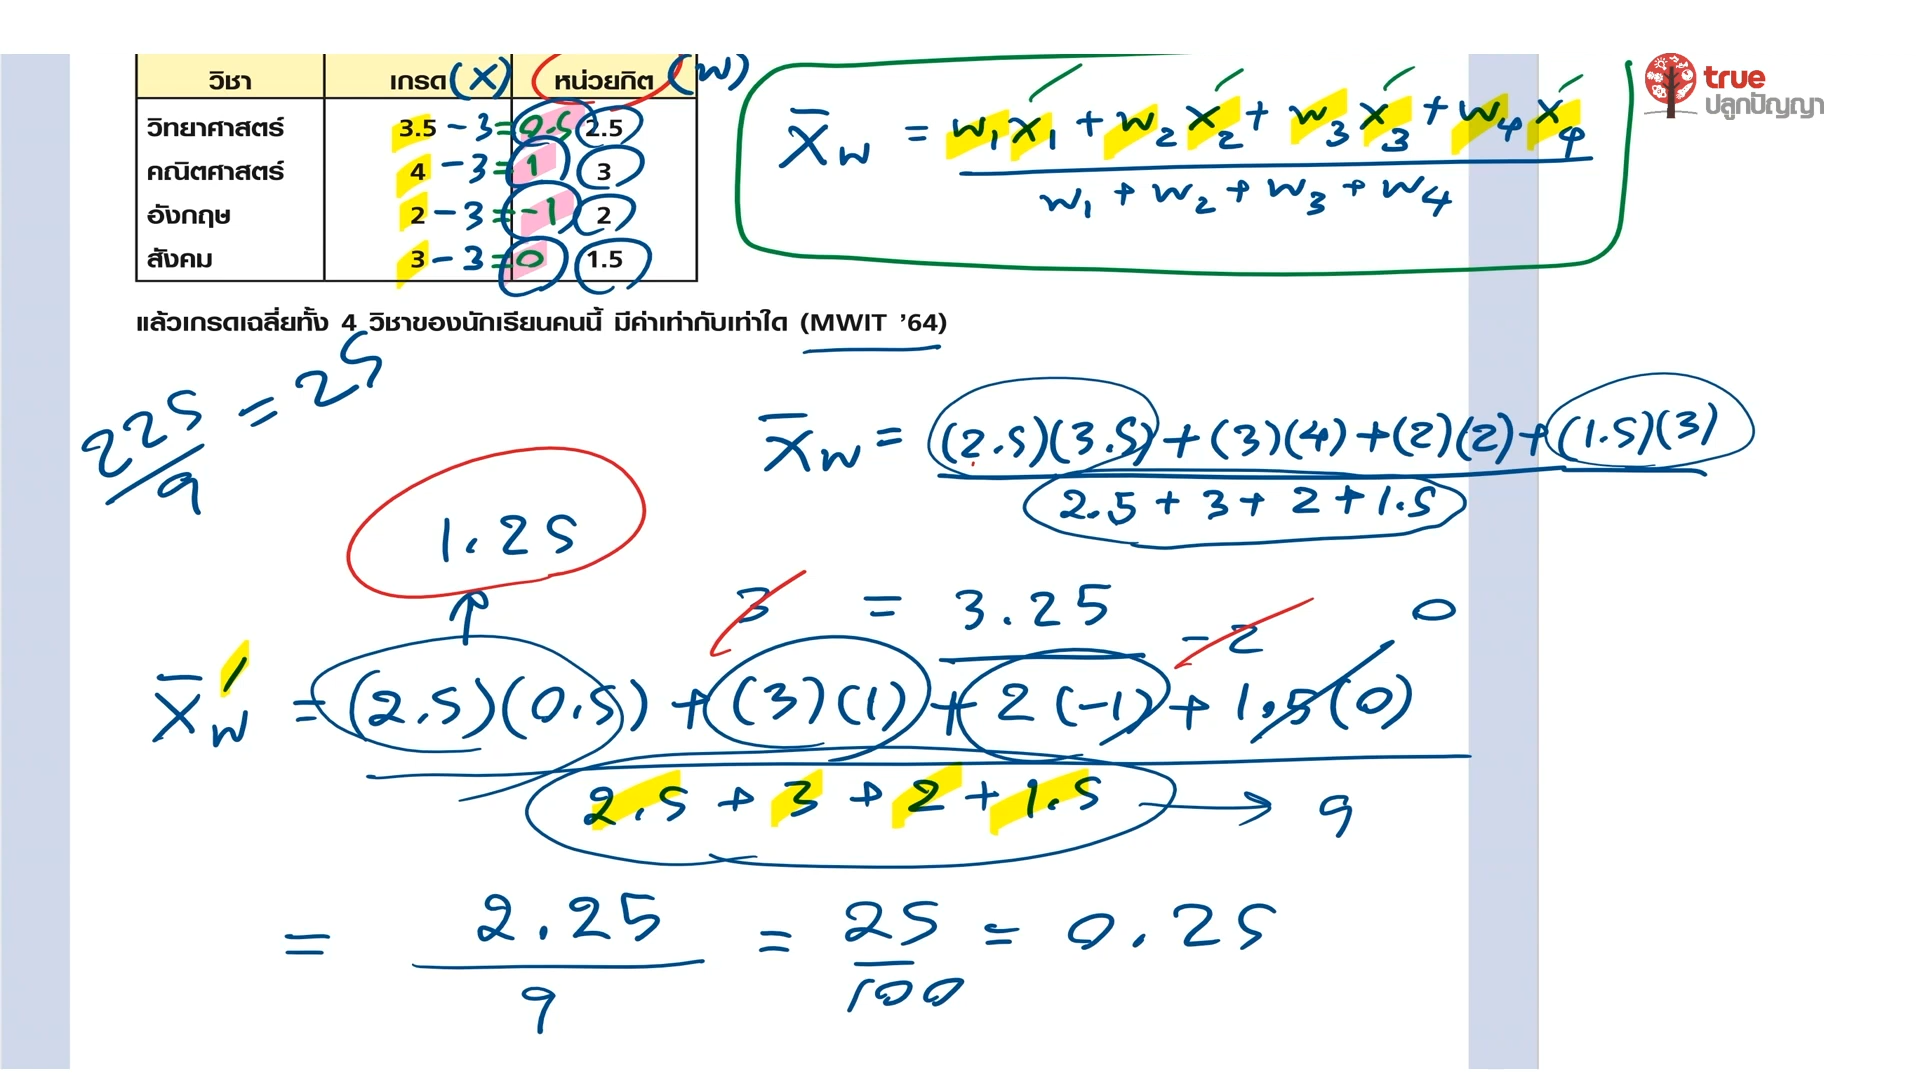 true
ปลูกปัญญา
วิชา เกรด (X) หน่วยกิต (W)
วิทยาศาสตร์ 3.5 - 3 = 0.5 2.5
คณิตศาสตร์ 4 - 3 = 1 3
อังกฤษ 2 - 3 = -1 2
สังคม 3 - 3 = 0 1.5
X̄w = w₁x₁ + w₂x₂ + w₃x₃ + w₄x₄
w₁ + w₂ + w₃ + w₄
แล้วเกรดเฉลี่ยทั้ง 4 วิชาของนักเรียนคนนี้ มีค่าเท่ากับเท่าใด (MWIT ’64)
225 = 25
9
X̄w = (2.5)(3.5) + (3)(4) + (2)(2) + (1.5)(3)
2.5 + 3 + 2 + 1.5
= 3.25
1.25 3 -2 0
X̄w′ = (2.5)(0.5) + (3)(1) + 2(-1) + 1.5(0)
2.5 + 3 + 2 + 1.5 → 9
= 2.25 = 25 = 0.25
9 100